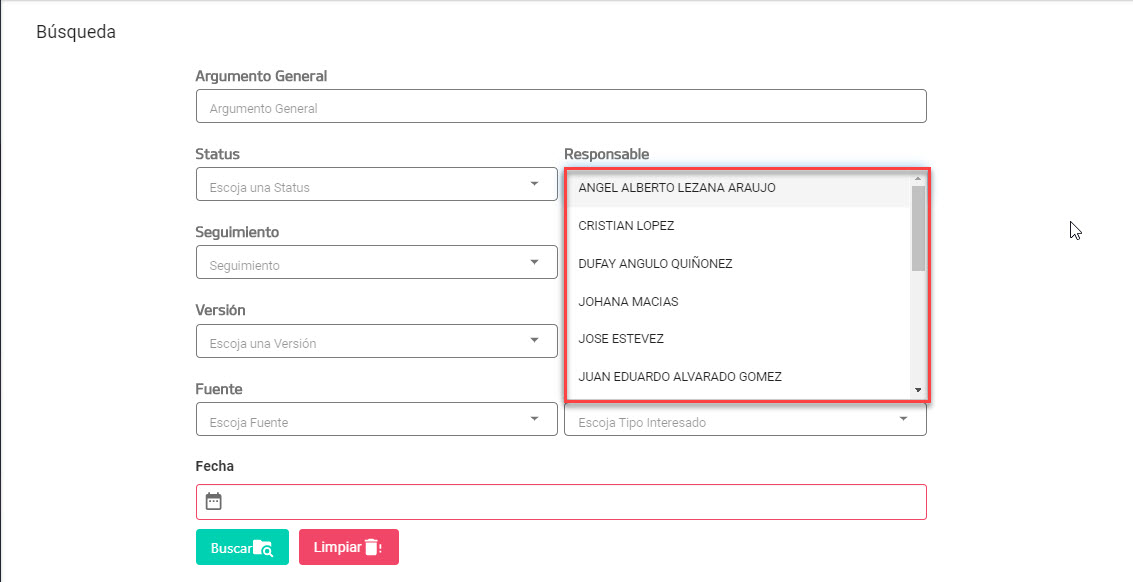 Búsqueda
Argumento General
Argumento General
Status
Responsable
Escoja una Status
ANGEL ALBERTO LEZANA ARAUJO
CRISTIAN LOPEZ
Seguimiento
Seguimiento
DUFAY ANGULO QUIÑONEZ
JOHANA MACIAS
Versión
Escoja una Versión
JOSE ESTEVEZ
JUAN EDUARDO ALVARADO GOMEZ
Fuente
Escoja Fuente
Escoja Tipo Interesado
Fecha
Buscar
Limpiar